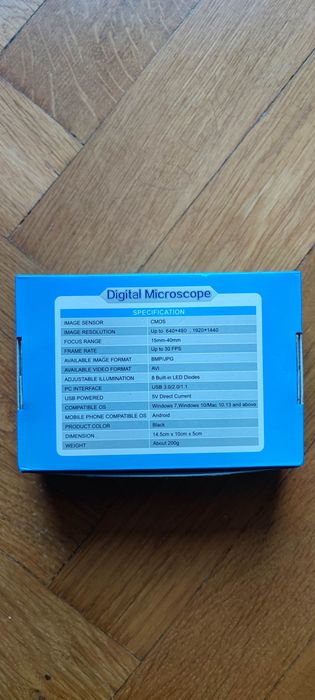 Digital Microscope
SPECIFICATION
IMAGE SENSOR CMOS
IMAGE RESOLUTION Up to 640*480 ...1920*1440
FOCUS RANGE 15mm-40mm
FRAME RATE Up to 30 FPS
AVAILABLE IMAGE FORMAT BMP/JPG
AVAILABLE VIDEO FORMAT AVI
ADJUSTABLE ILLUMINATION 8 Built-in LED Diodes
PC INTERFACE USB 3.0/2.0/1.1
USB POWERED 5V Direct Current
COMPATIBLE OS Windows 7,Windows 10/Mac 10.13 and above
MOBILE PHONE COMPATIBLE OS Android
PRODUCT COLOR Black
DIMENSION 14.5cm x 10cm x 5cm
WEIGHT About 200g